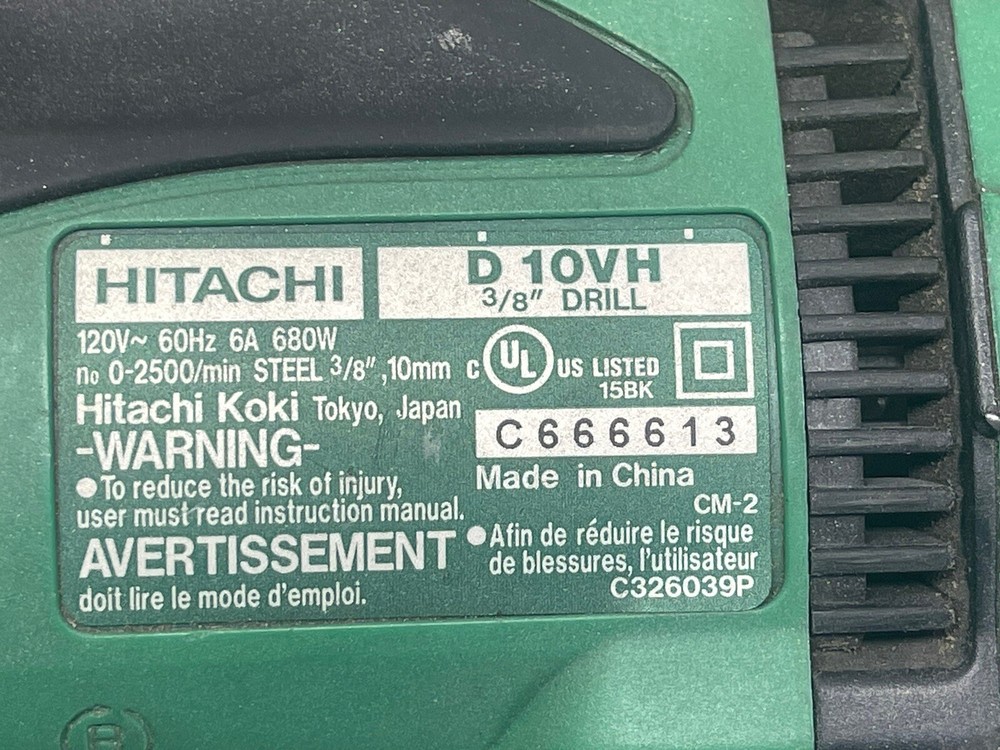 HITACHI
D 10VH
3/8" DRILL
120V~ 60Hz 6A 680W
no 0-2500/min STEEL 3/8", 10mm
C UL US LISTED
15BK
Hitachi Koki Tokyo, Japan
C666613
-WARNING-
Made in China
●To reduce the risk of injury,
user must read instruction manual.
CM-2
AVERTISSEMENT
●Afin de réduire le risque
de blessures, l'utilisateur
doit lire le mode d'emploi.
C326039P
B